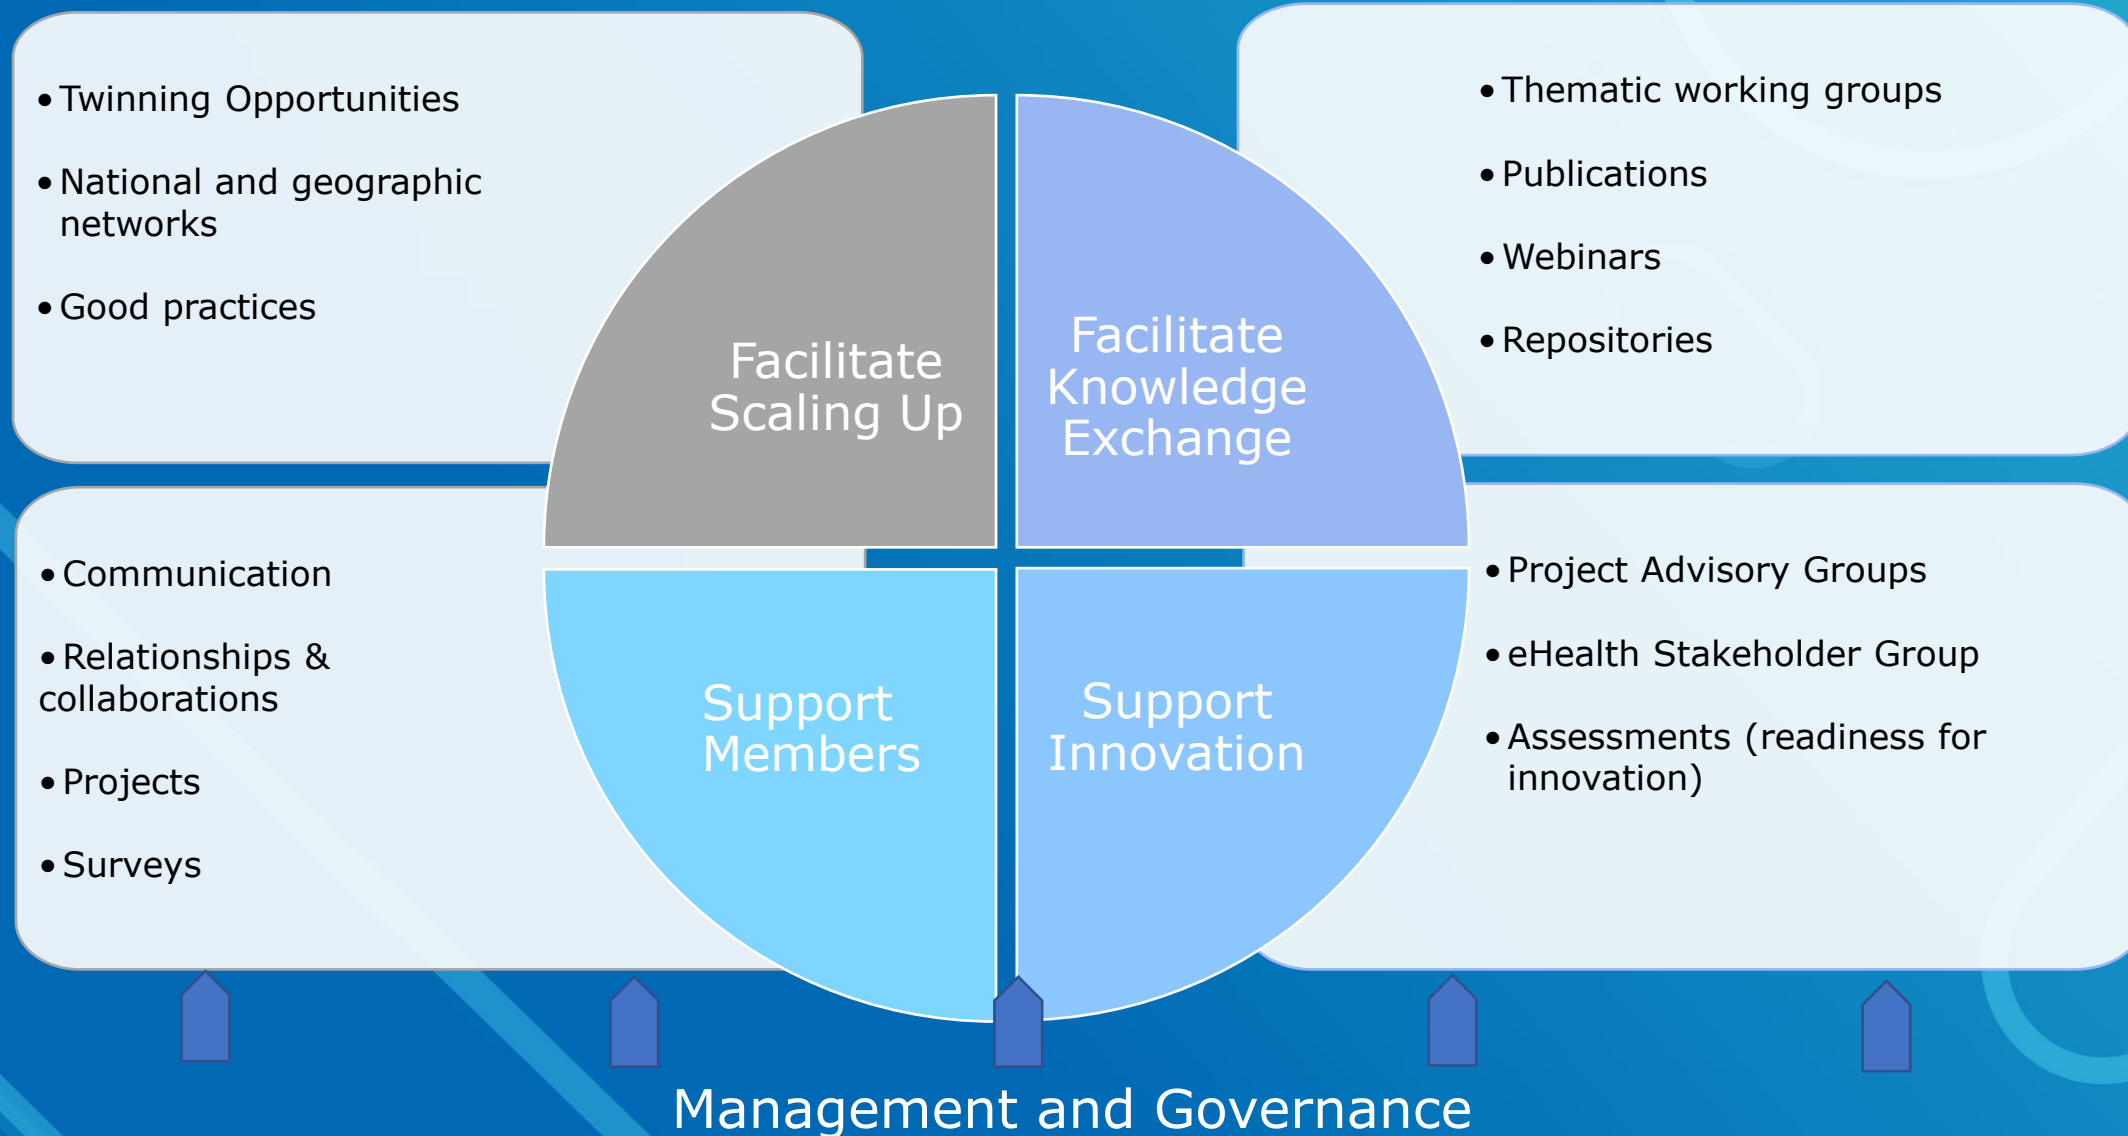 • Twinning Opportunities
• National and geographic
networks
• Good practices
Facilitate
Scaling Up
Facilitate
Knowledge
Exchange
• Thematic working groups
• Publications
• Webinars
• Repositories
• Communication
• Relationships &
collaborations
• Projects
• Surveys
Support
Members
Support
Innovation
• Project Advisory Groups
• eHealth Stakeholder Group
• Assessments (readiness for
innovation)
Management and Governance